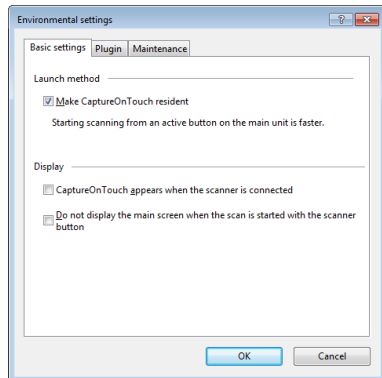 Environmental settings
Basic settings Plugin Maintenance
Launch method
Make CaptureOnTouch resident
Starting scanning from an active button on the main unit is faster.
Display
CaptureOnTouch appears when the scanner is connected
Do not display the main screen when the scan is started with the scanner
button
OK Cancel